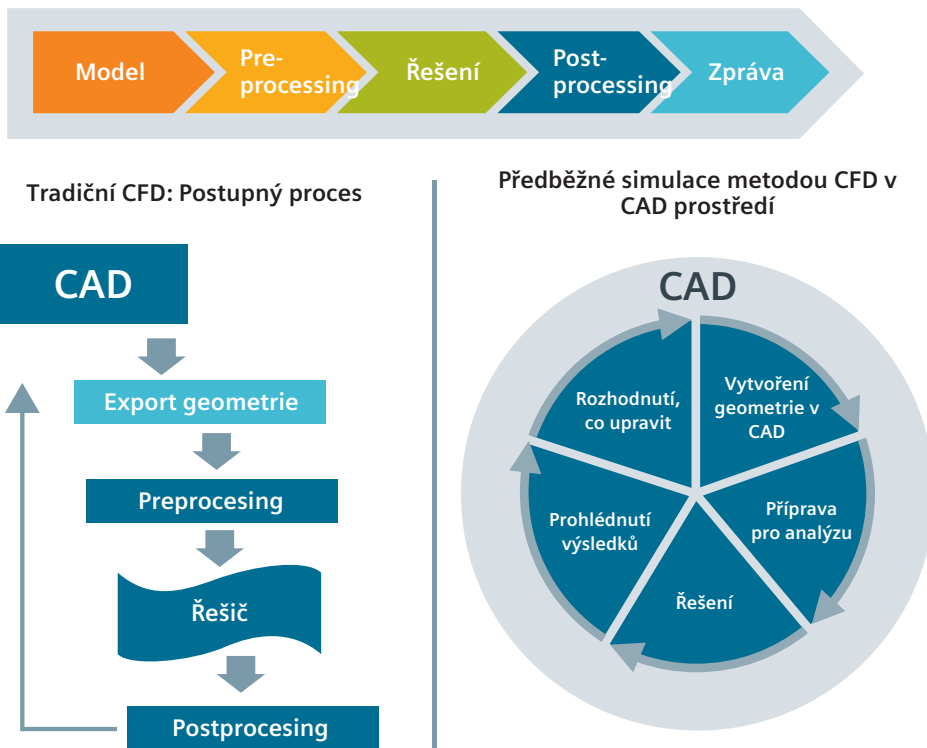 Model
Pre-
processing
Řešení
Post-
processing
Zpráva
Tradiční CFD: Postupný proces
CAD
Export geometrie
Preprocesing
Řešič
Postprocesing
Předběžné simulace metodou CFD v
CAD prostředí
CAD
Vytvoření
geometrie v
CAD
Příprava
pro analýzu
Řešení
Prohlédnutí
výsledků
Rozhodnutí,
co upravit